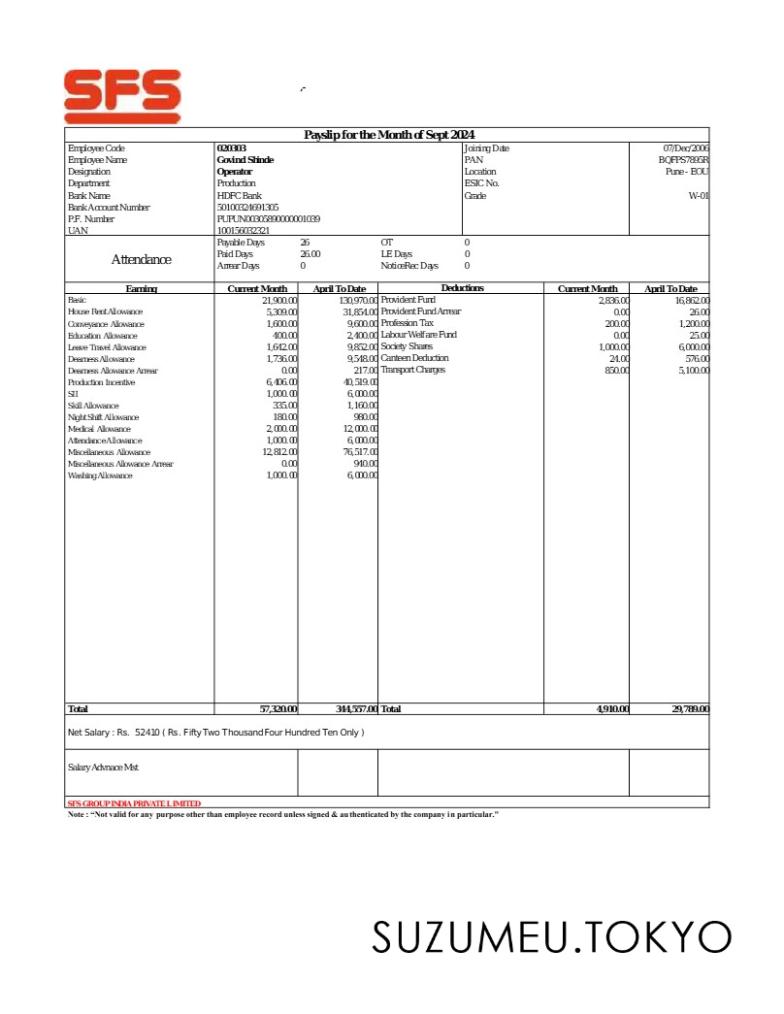 SFS
Payslip for the Month of Sept 2024
Employee Code 020303 Joining Date 07/Dec/2006
Employee Name Govind Shinde PAN BQFPS7895R
Designation Operator Location Pune - EOU
Department Production ESIC No.
Bank Name HDFC Bank Grade W-01
Bank Account Number 50100324691305
P.F. Number PUPUN00305890000001039
UAN 100156032321
Attendance
Payable Days 26 OT 0
Paid Days 26.00 LE Days 0
Arrear Days 0 NoticeRec Days 0
Earning Current Month April To Date Deductions Current Month April To Date
Basic 21,900.00 130,970.00 Provident Fund 2,836.00 16,862.00
House Rent Allowance 5,309.00 31,854.00 Provident Fund Arrear 0.00 26.00
Conveyance Allowance 1,600.00 9,600.00 Profession Tax 200.00 1,200.00
Education Allowance 400.00 2,400.00 Labour Welfare Fund 0.00 25.00
Leave Travel Allowance 1,642.00 9,852.00 Society Shares 1,000.00 6,000.00
Dearness Allowance 1,736.00 9,548.00 Canteen Deduction 24.00 576.00
Dearness Allowance Arrear 0.00 217.00 Transport Charges 850.00 5,100.00
Production Incentive 6,406.00 40,519.00
SII 1,000.00 6,000.00
Skill Allowance 335.00 1,160.00
Night Shift Allowance 180.00 980.00
Medical Allowance 2,000.00 12,000.00
Attendance Allowance 1,000.00 6,000.00
Miscellaneous Allowance 12,812.00 76,517.00
Miscellaneous Allowance Arrear 0.00 940.00
Washing Allowance 1,000.00 6,000.00
Total 57,320.00 344,557.00 Total 4,910.00 29,789.00
Net Salary : Rs. 52410 ( Rs. Fifty Two Thousand Four Hundred Ten Only )
Salary Advnace Mst
SFS GROUP INDIA PRIVATE LIMITED
Note : “Not valid for any purpose other than employee record unless signed & authenticated by the company in particular.”
SUZUMEU.TOKYO